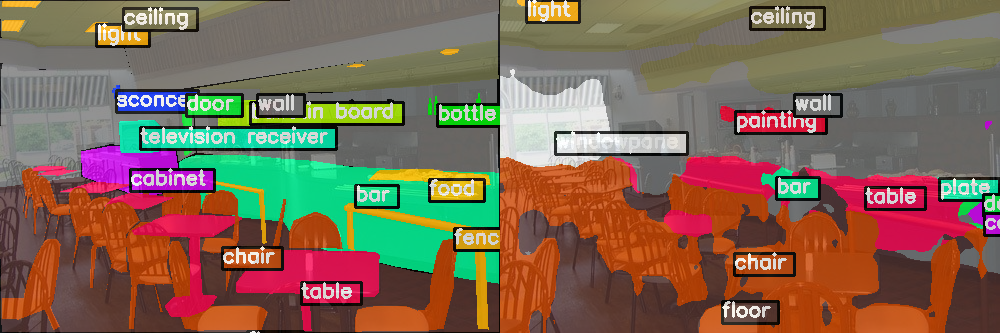 ceiling
light
sconce
door
wall
in board
bottle
television receiver
cabinet
bar
food
fenc
chair
table
light
ceiling
wall
painting
windowpane
bar
table
plate
d
c
chair
floor